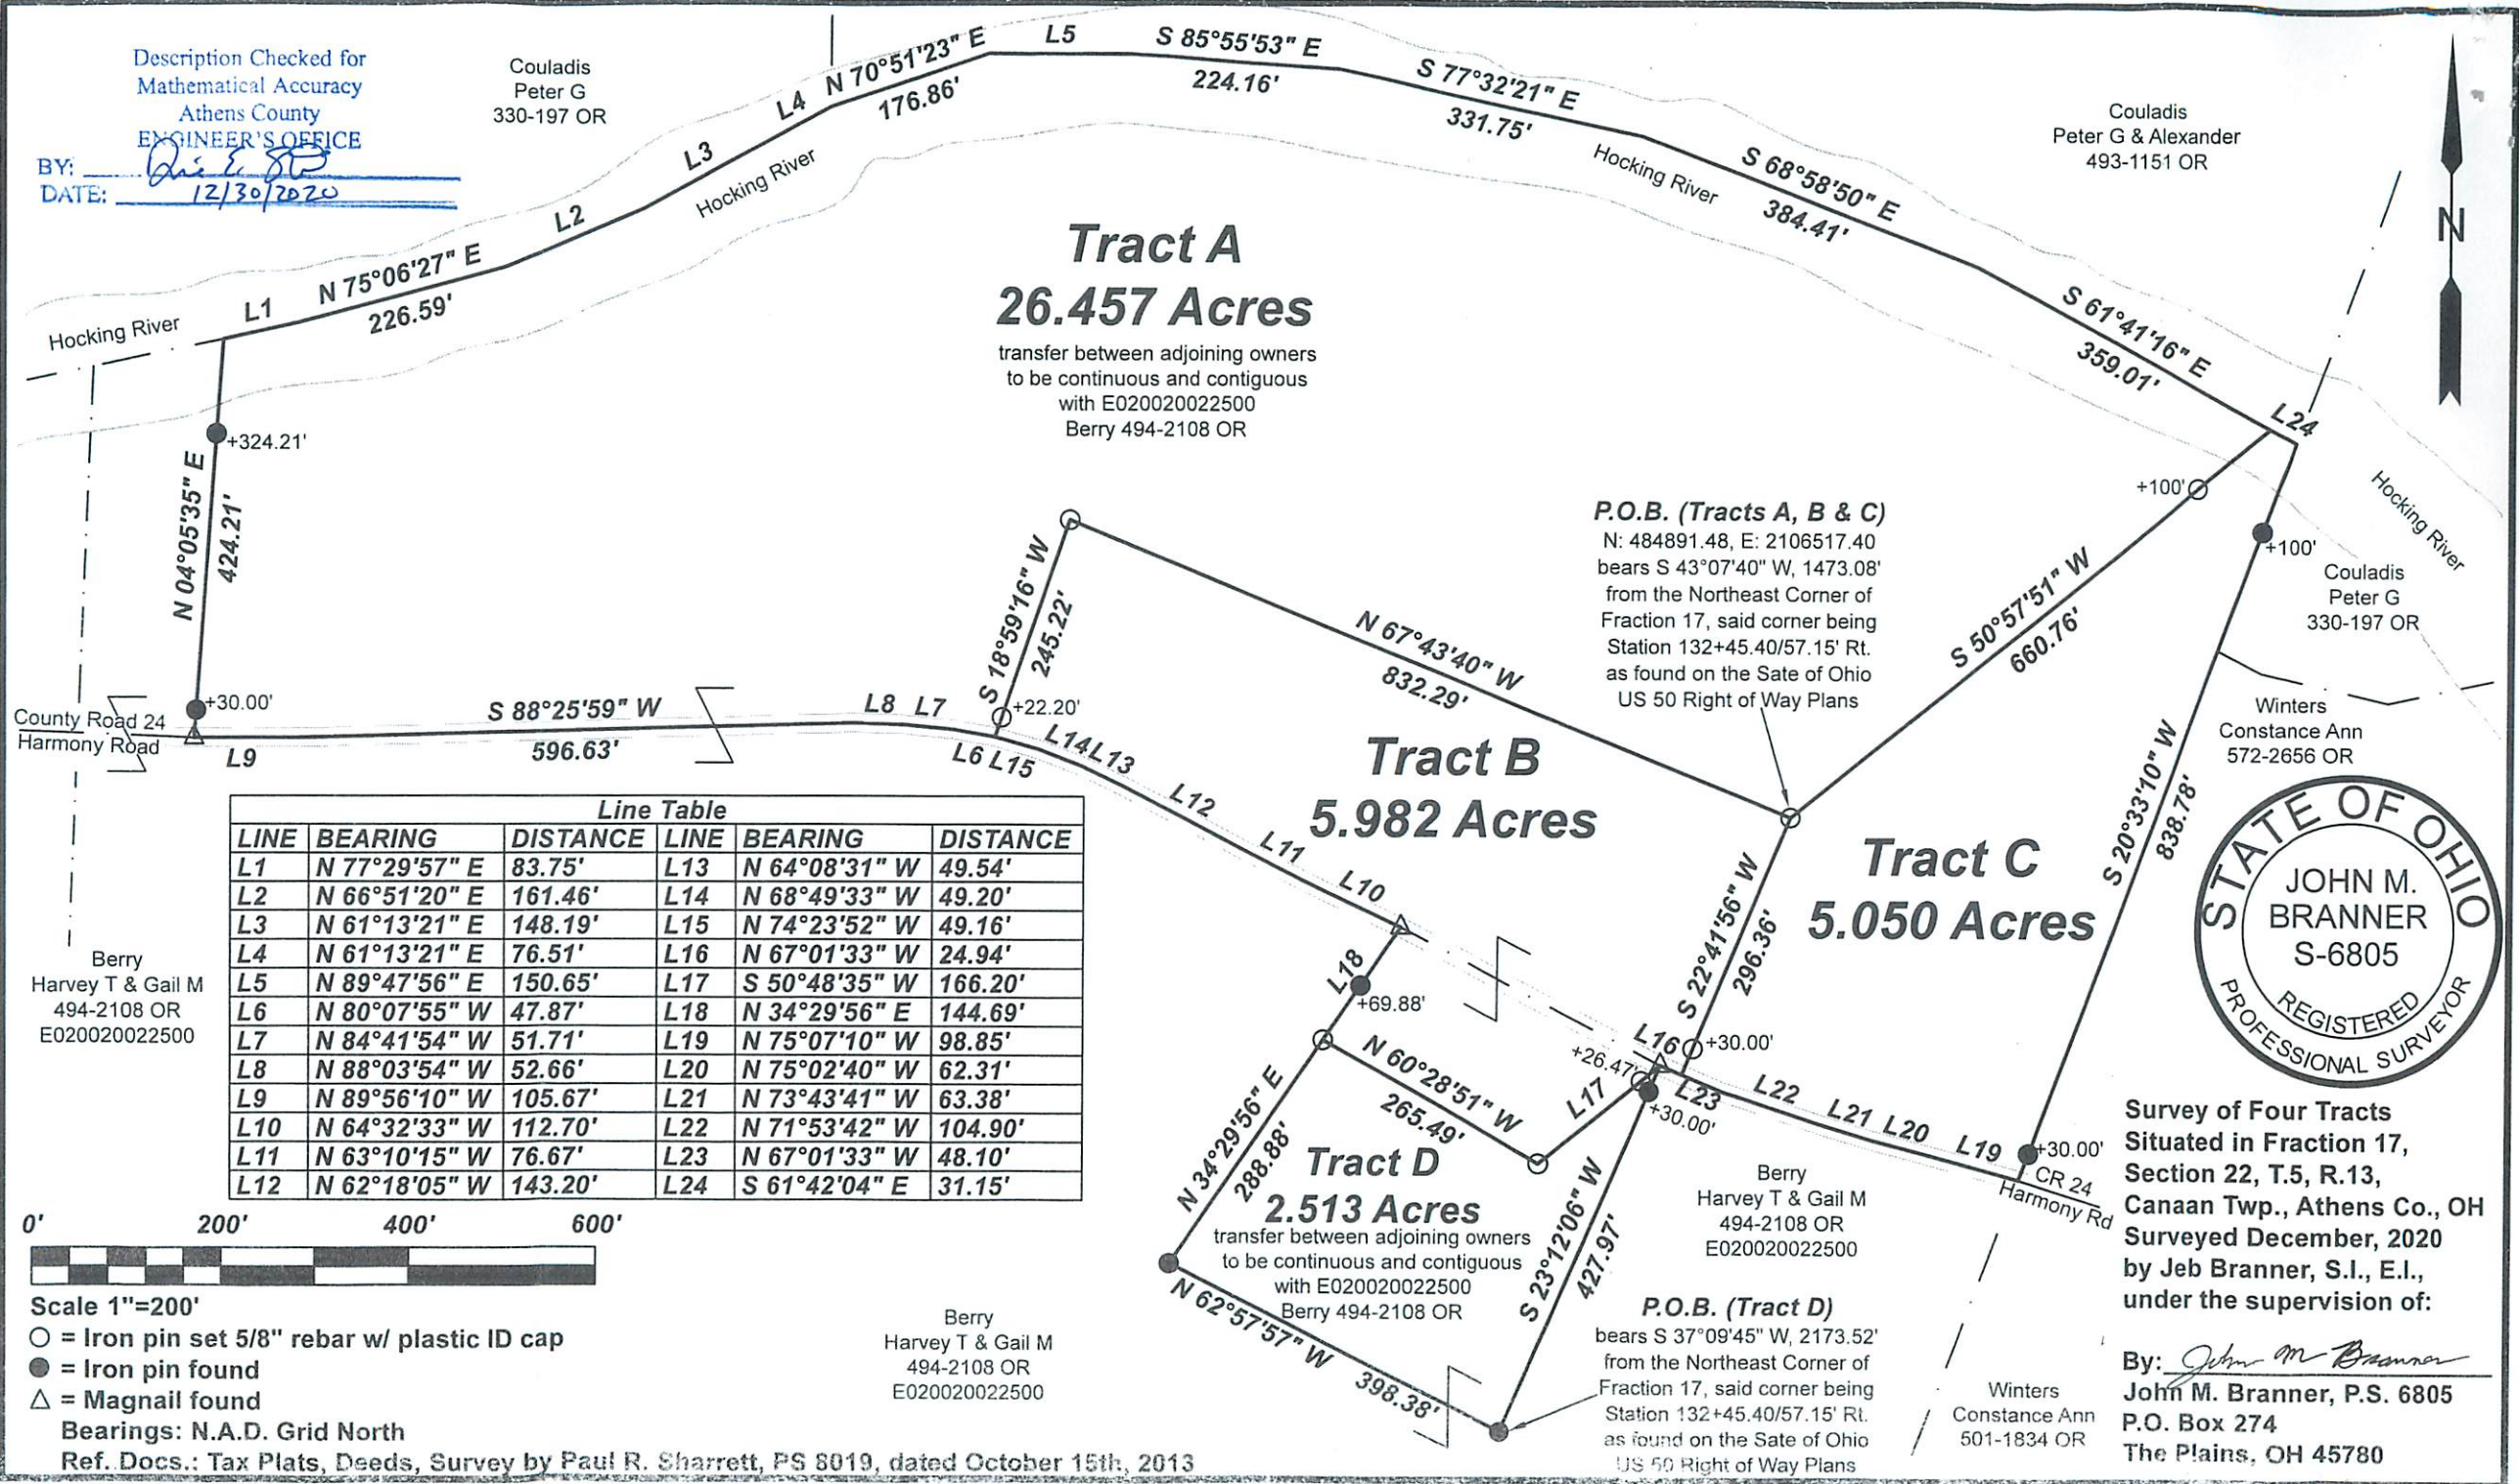 Description Checked for
Mathematical Accuracy
Athens County
ENGINEER'S OFFICE
BY:
DATE: 12/30/2020
Couladis
Peter G
330-197 OR
N 70°51'23" E
176.86'
L5
S 85°55'53" E
224.16'
S 77°32'21" E
331.75'
Couladis
Peter G & Alexander
493-1151 OR
N
L4
L3
L2
Hocking River
Hocking River
S 68°58'50" E
384.41'
N 75°06'27" E
226.59'
L1
Hocking River
Tract A
26.457 Acres
transfer between adjoining owners
to be continuous and contiguous
with E020020022500
Berry 494-2108 OR
S 61°41'16" E
359.01'
L24
Hocking River
+324.21'
N 04°05'35" E
424.21'
+30.00'
County Road 24
Harmony Road
L9
S 88°25'59" W
596.63'
L8 L7
S 18°59'16" W
245.22'
+22.20'
L6 L15
L14 L13
L12
L11
L10
N 67°43'40" W
832.29'
P.O.B. (Tracts A, B & C)
N: 484891.48, E: 2106517.40
bears S 43°07'40" W, 1473.08'
from the Northeast Corner of
Fraction 17, said corner being
Station 132+45.40/57.15' Rt.
as found on the Sate of Ohio
US 50 Right of Way Plans
+100'
+100'
S 50°57'51" W
660.76'
Couladis
Peter G
330-197 OR
Winters
Constance Ann
572-2656 OR
S 20°33'10" W
838.78'
Tract B
5.982 Acres
Tract C
5.050 Acres
STATE OF OHIO
JOHN M.
BRANNER
S-6805
REGISTERED
PROFESSIONAL SURVEYOR
Line Table
LINE BEARING DISTANCE LINE BEARING DISTANCE
L1 N 77°29'57" E 83.75' L13 N 64°08'31" W 49.54'
L2 N 66°51'20" E 161.46' L14 N 68°49'33" W 49.20'
L3 N 61°13'21" E 148.19' L15 N 74°23'52" W 49.16'
L4 N 61°13'21" E 76.51' L16 N 67°01'33" W 24.94'
L5 N 89°47'56" E 150.65' L17 S 50°48'35" W 166.20'
L6 N 80°07'55" W 47.87' L18 N 34°29'56" E 144.69'
L7 N 84°41'54" W 51.71' L19 N 75°07'10" W 98.85'
L8 N 88°03'54" W 52.66' L20 N 75°02'40" W 62.31'
L9 N 89°56'10" W 105.67' L21 N 73°43'41" W 63.38'
L10 N 64°32'33" W 112.70' L22 N 71°53'42" W 104.90'
L11 N 63°10'15" W 76.67' L23 N 67°01'33" W 48.10'
L12 N 62°18'05" W 143.20' L24 S 61°42'04" E 31.15'
Berry
Harvey T & Gail M
494-2108 OR
E020020022500
L18
+69.88'
S 22°41'56" W
296.36'
L16
+30.00'
+26.47'
L17
L23
+30.00'
L22
L21 L20
L19
+30.00'
CR 24
Harmony Rd
N 60°28'51" W
265.49'
N 34°29'56" E
288.88'
Tract D
2.513 Acres
transfer between adjoining owners
to be continuous and contiguous
with E020020022500
Berry 494-2108 OR
S 23°12'06" W
427.97'
N 62°57'57" W
398.38'
Berry
Harvey T & Gail M
494-2108 OR
E020020022500
P.O.B. (Tract D)
bears S 37°09'45" W, 2173.52'
from the Northeast Corner of
Fraction 17, said corner being
Station 132+45.40/57.15' Rt.
as found on the Sate of Ohio
US 50 Right of Way Plans
Berry
Harvey T & Gail M
494-2108 OR
E020020022500
Winters
Constance Ann
501-1834 OR
0' 200' 400' 600'
Scale 1"=200'
= Iron pin set 5/8" rebar w/ plastic ID cap
= Iron pin found
= Magnail found
Bearings: N.A.D. Grid North
Ref. Docs.: Tax Plats, Deeds, Survey by Paul R. Sharrett, PS 8019, dated October 15th, 2013
Survey of Four Tracts
Situated in Fraction 17,
Section 22, T.5, R.13,
Canaan Twp., Athens Co., OH
Surveyed December, 2020
by Jeb Branner, S.I., E.I.,
under the supervision of:
By: John M Branner
John M. Branner, P.S. 6805
P.O. Box 274
The Plains, OH 45780